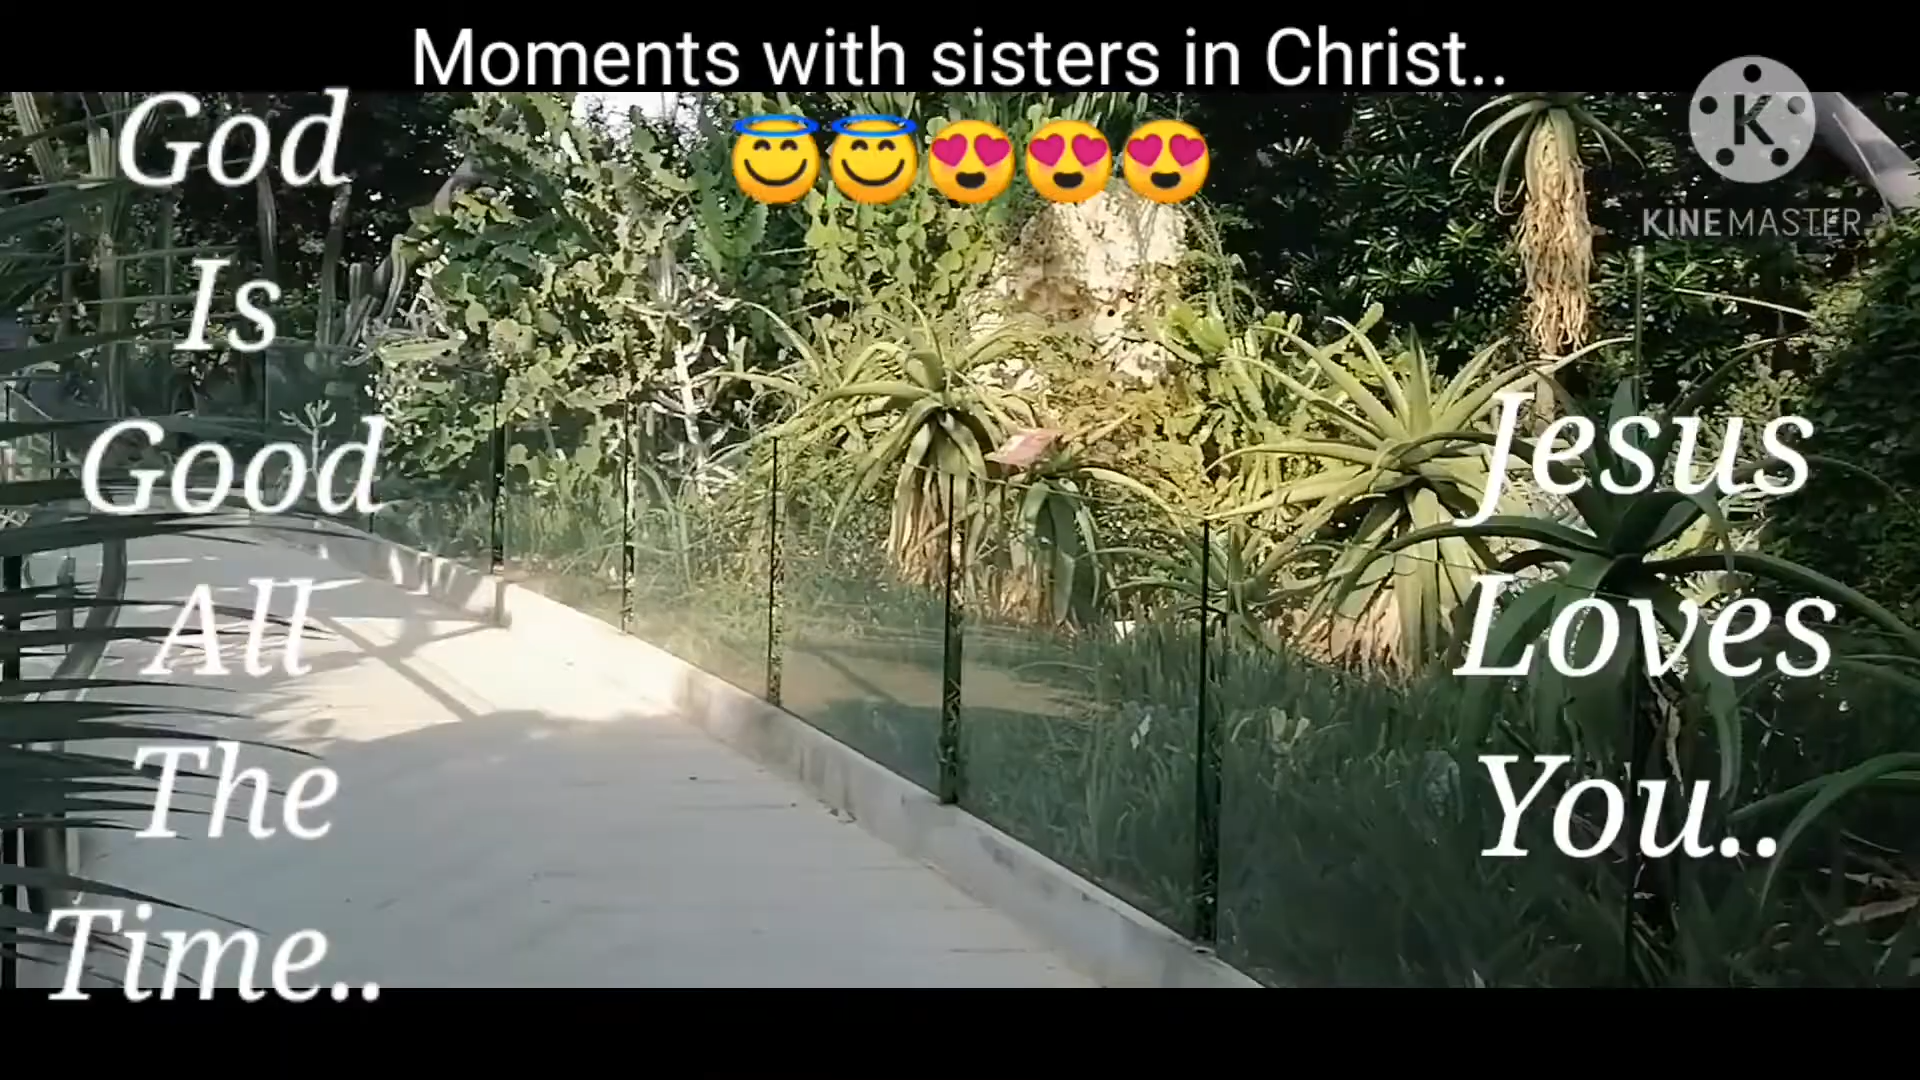 Moments with sisters in Christ..
😇😇😍😍😍
God
Is
Good
All
The
Time..
Jesus
Loves
You..
K
KINEMASTER